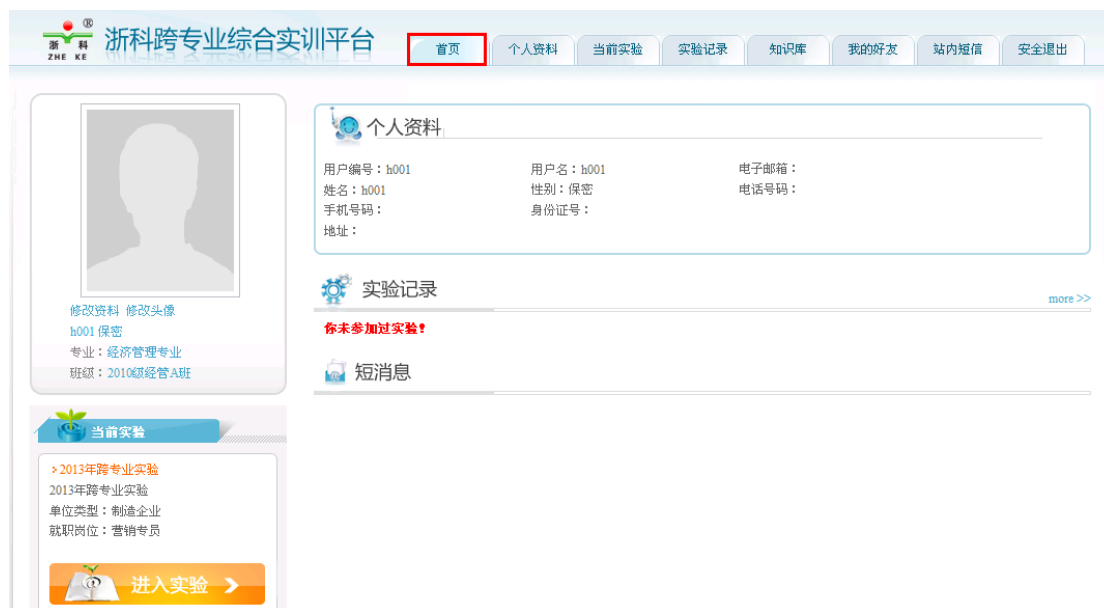 ®
浙 科
ZHE KE
浙科跨专业综合实训平台
首页 个人资料 当前实验 实验记录 知识库 我的好友 站内短信 安全退出
个人资料
用户编号：h001 用户名：h001 电子邮箱：
姓名：h001 性别：保密 电话号码：
手机号码： 身份证号：
地址：
修改资料 修改头像
h001 保密
专业：经济管理专业
班级：2010级经管A班
实验记录
more >>
你未参加过实验！
短消息
当前实验
2013年跨专业实验
2013年跨专业实验
单位类型：制造企业
就职岗位：营销专员
@ 进入实验